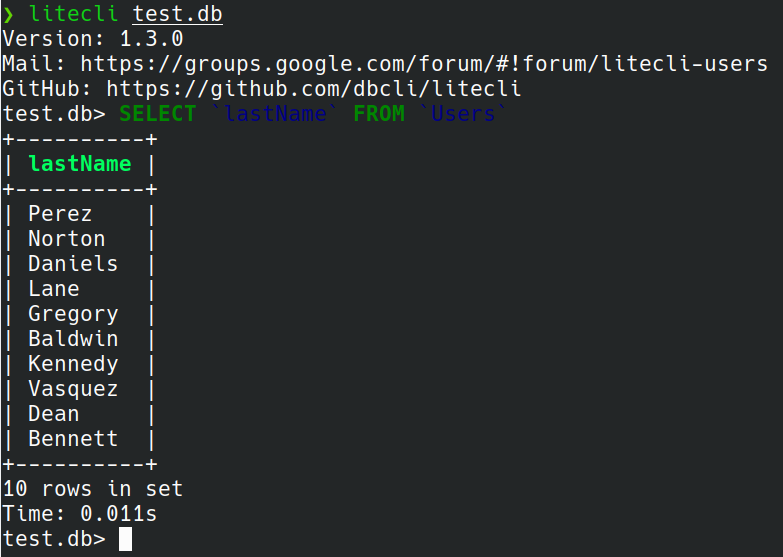 ❯ litecli test.db
Version: 1.3.0
Mail: https://groups.google.com/forum/#!forum/litecli-users
GitHub: https://github.com/dbcli/litecli
test.db> SELECT `lastName` FROM `Users`
+----------+
| lastName |
+----------+
| Perez    |
| Norton   |
| Daniels  |
| Lane     |
| Gregory  |
| Baldwin  |
| Kennedy  |
| Vasquez  |
| Dean     |
| Bennett  |
+----------+
10 rows in set
Time: 0.011s
test.db>